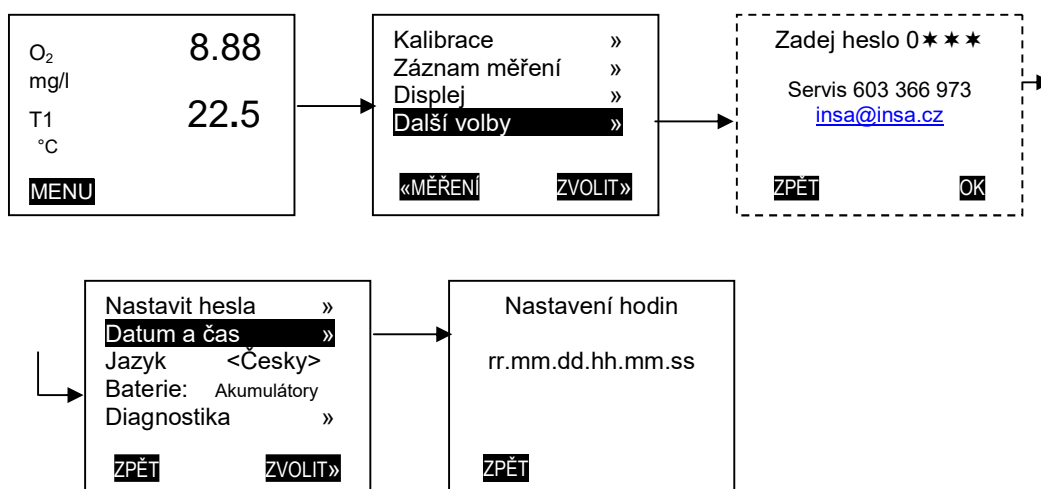 O2 8.88
mg/l
T1 22.5
°C
MENU
Kalibrace »
Záznam měření »
Displej »
Další volby »
«MĚŘENÍ ZVOLIT»
Zadej heslo 0✶✶✶
Servis 603 366 973
insa@insa.cz
ZPĚT OK
Nastavit hesla »
Datum a čas »
Jazyk <Česky>
Baterie: Akumulátory
Diagnostika »
ZPĚT ZVOLIT»
Nastavení hodin
rr.mm.dd.hh.mm.ss
ZPĚT